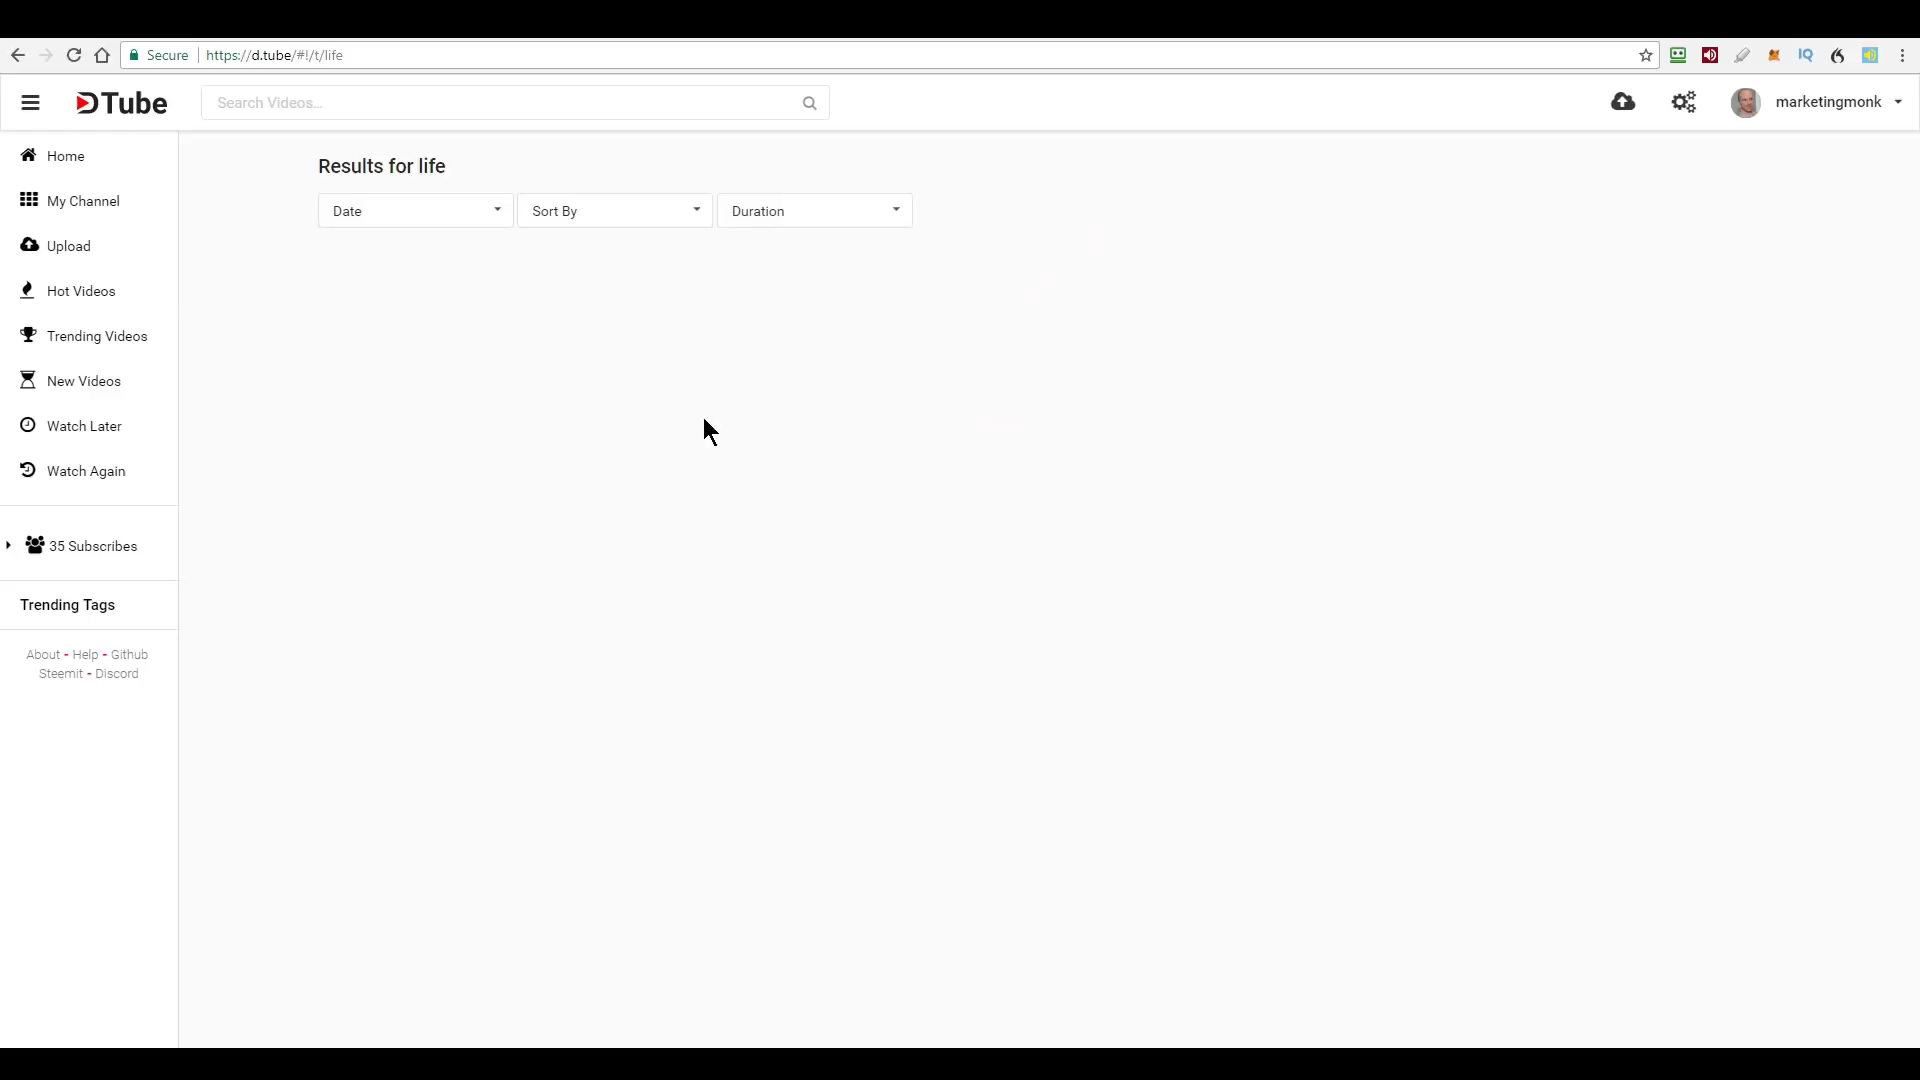 Secure https://d.tube/#!/t/life
IQ
DTube
Search Videos...
marketingmonk
Home
My Channel
Upload
Hot Videos
Trending Videos
New Videos
Watch Later
Watch Again
35 Subscribes
Trending Tags
About - Help - Github
Steemit - Discord
Results for life
Date Sort By Duration